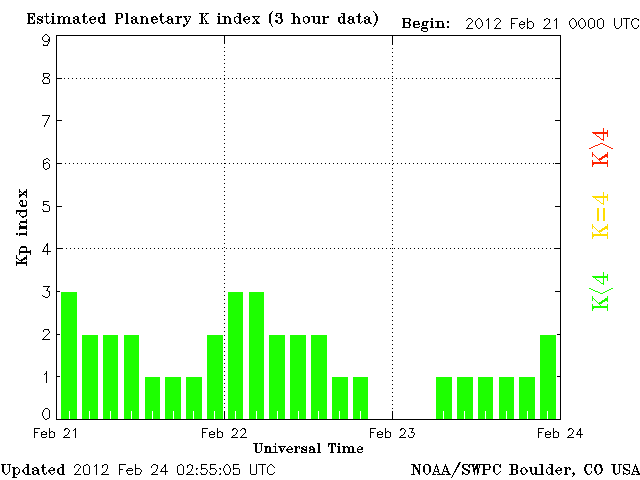 Estimated Planetary K index (3 hour data)
Begin: 2012 Feb 21 0000 UTC
9
8
7
6
5
4
3
2
1
0
Kp index
Feb 21
Feb 22
Feb 23
Feb 24
Universal Time
K>4
K=4
K<4
Updated 2012 Feb 24 02:55:05 UTC
NOAA/SWPC Boulder, CO USA